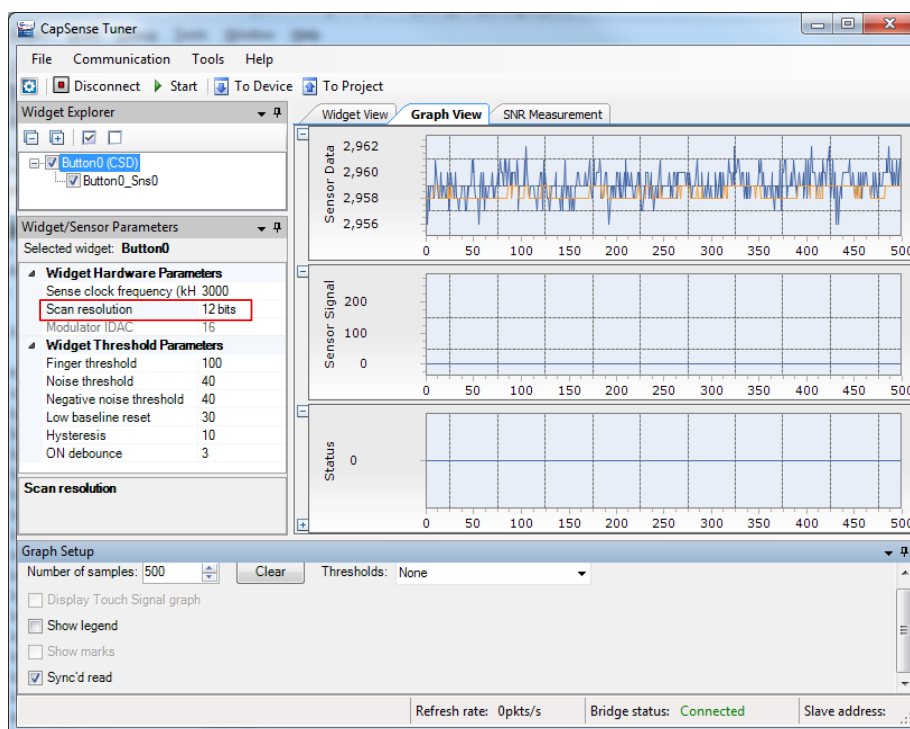 CapSense Tuner
File Communication Tools Help
Disconnect Start To Device To Project
Widget Explorer
Button0 (CSD)
Button0_Sns0
Widget/Sensor Parameters
Selected widget: Button0
Widget Hardware Parameters
Sense clock frequency (kH 3000
Scan resolution 12 bits
Modulator IDAC 16
Widget Threshold Parameters
Finger threshold 100
Noise threshold 40
Negative noise threshold 40
Low baseline reset 30
Hysteresis 10
ON debounce 3
Scan resolution
Widget View Graph View SNR Measurement
Sensor Data
2,962
2,960
2,958
2,956
0 50 100 150 200 250 300 350 400 450 500
Sensor Signal
200
100
0
0 50 100 150 200 250 300 350 400 450 500
Status
0
0 50 100 150 200 250 300 350 400 450 500
Graph Setup
Number of samples: 500 Clear Thresholds: None
Display Touch Signal graph
Show legend
Show marks
Sync'd read
Refresh rate: 0pkts/s Bridge status: Connected Slave address: